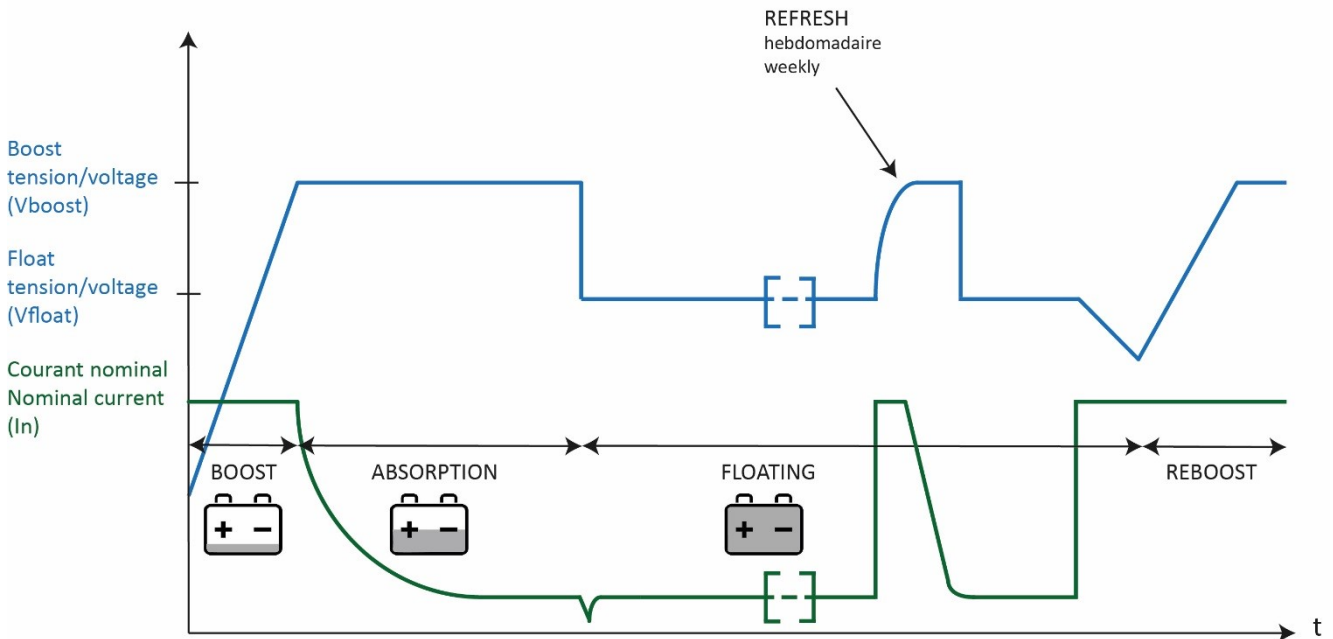 REFRESH
hebdomadaire
weekly
Boost
tension/voltage
(Vboost)
Float
tension/voltage
(Vfloat)
Courant nominal
Nominal current
(In)
BOOST
ABSORPTION
FLOATING
REBOOST
+ −
+ −
+ −
t